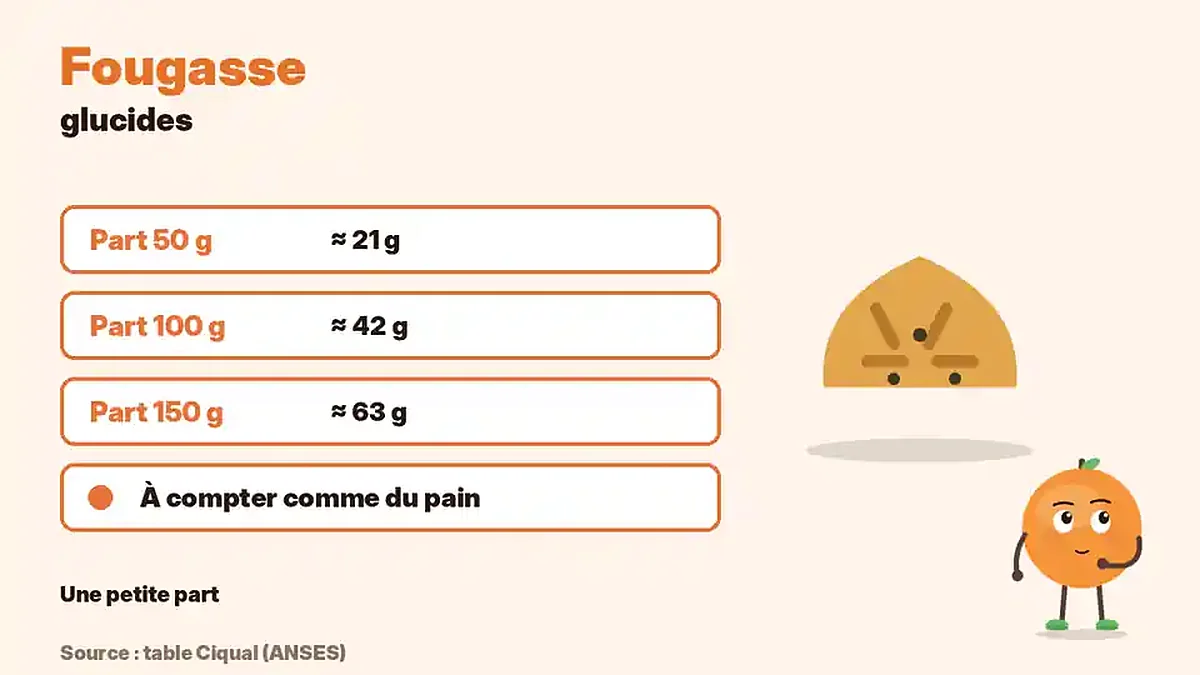 Fougasse
glucides
Part 50 g ≈ 21 g
Part 100 g ≈ 42 g
Part 150 g ≈ 63 g
À compter comme du pain
Une petite part
Source : table Ciqual (ANSES)